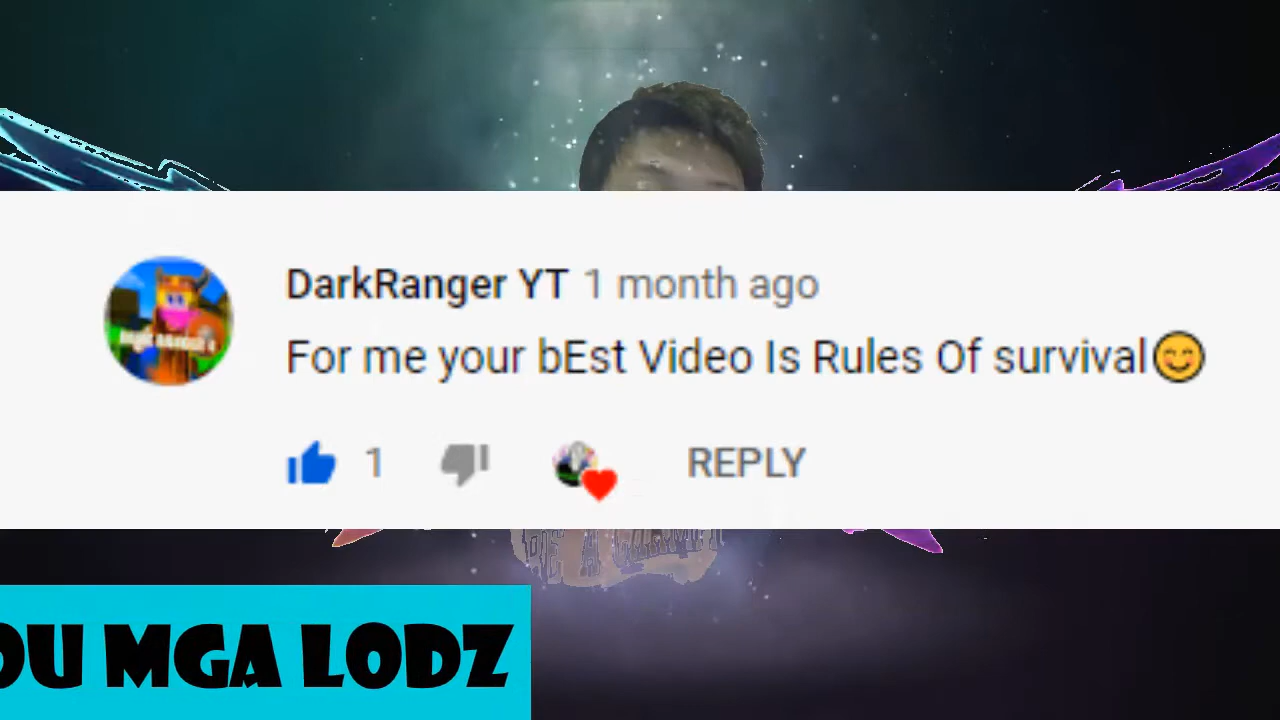 DarkRanger YT 1 month ago
For me your bEst Video Is Rules Of survival😊
1 REPLY
OU MGA LODZ